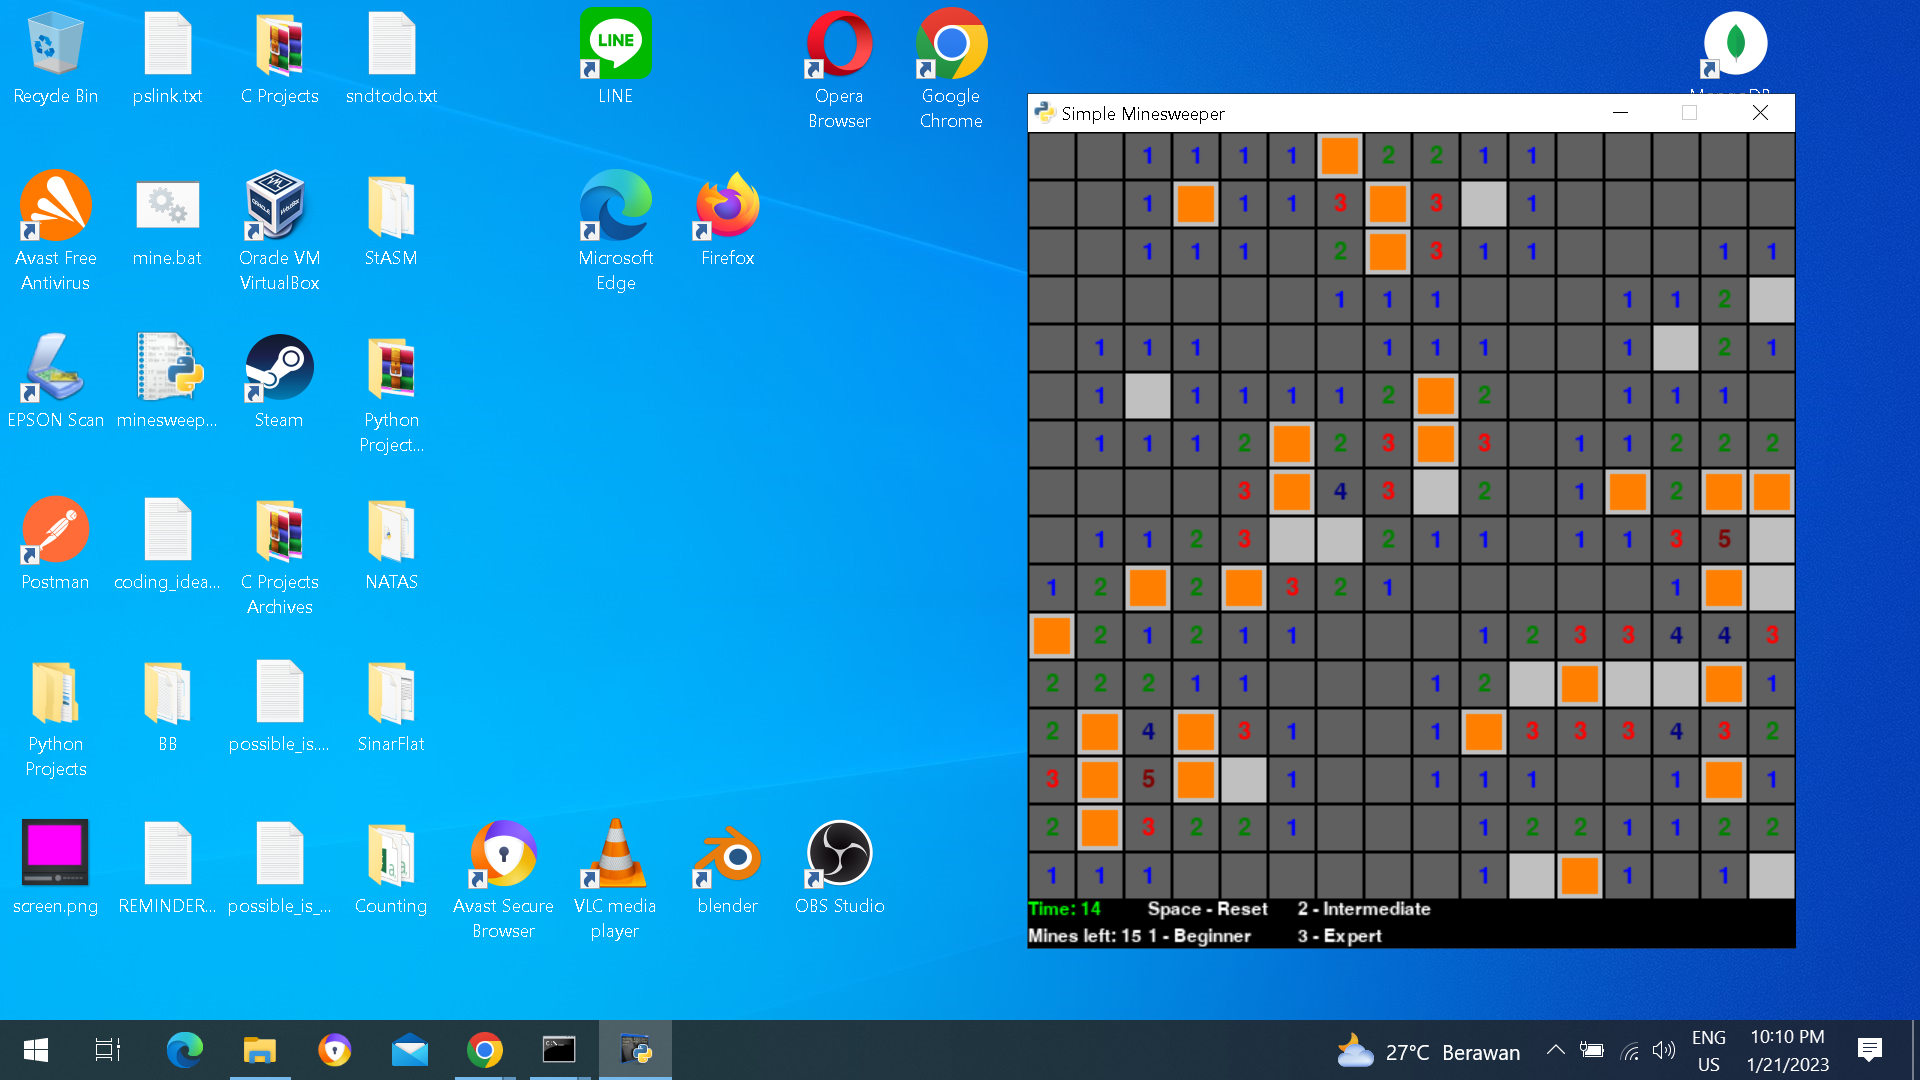 Recycle Bin
pslink.txt
C Projects
sndtodo.txt
LINE
LINE
Opera
Browser
Google
Chrome
Avast Free
Antivirus
mine.bat
Oracle VM
VirtualBox
StASM
Microsoft
Edge
Firefox
EPSON Scan
minesweep...
Steam
Python
Project...
Postman
coding_idea...
C Projects
Archives
NATAS
Python
Projects
BB
possible_is....
SinarFlat
screen.png
REMINDER...
possible_is_...
Counting
Avast Secure
Browser
VLC media
player
blender
OBS Studio
Simple Minesweeper
1 1 1 1 2 2 1 1
1 1 1 3 3 1
1 1 1 2 3 1 1 1 1
1 1 1 1 1 2
1 1 1 1 1 1 1 2 1
1 1 1 1 1 2 2 1 1 1
1 1 1 2 2 3 3 1 1 2 2 2
3 4 3 2 1 2
1 1 2 3 2 1 1 1 1 3 5
1 2 2 3 2 1 1
2 1 2 1 1 1 2 3 3 4 4 3
2 2 2 1 1 1 2 1
2 4 3 1 1 3 3 3 4 3 2
3 5 1 1 1 1 1 1
2 3 2 2 1 1 2 2 1 1 2 2
1 1 1 1 1 1
Time: 14 Space - Reset 2 - Intermediate
Mines left: 15 1 - Beginner 3 - Expert
27°C Berawan
ENG
US
10:10 PM
1/21/2023